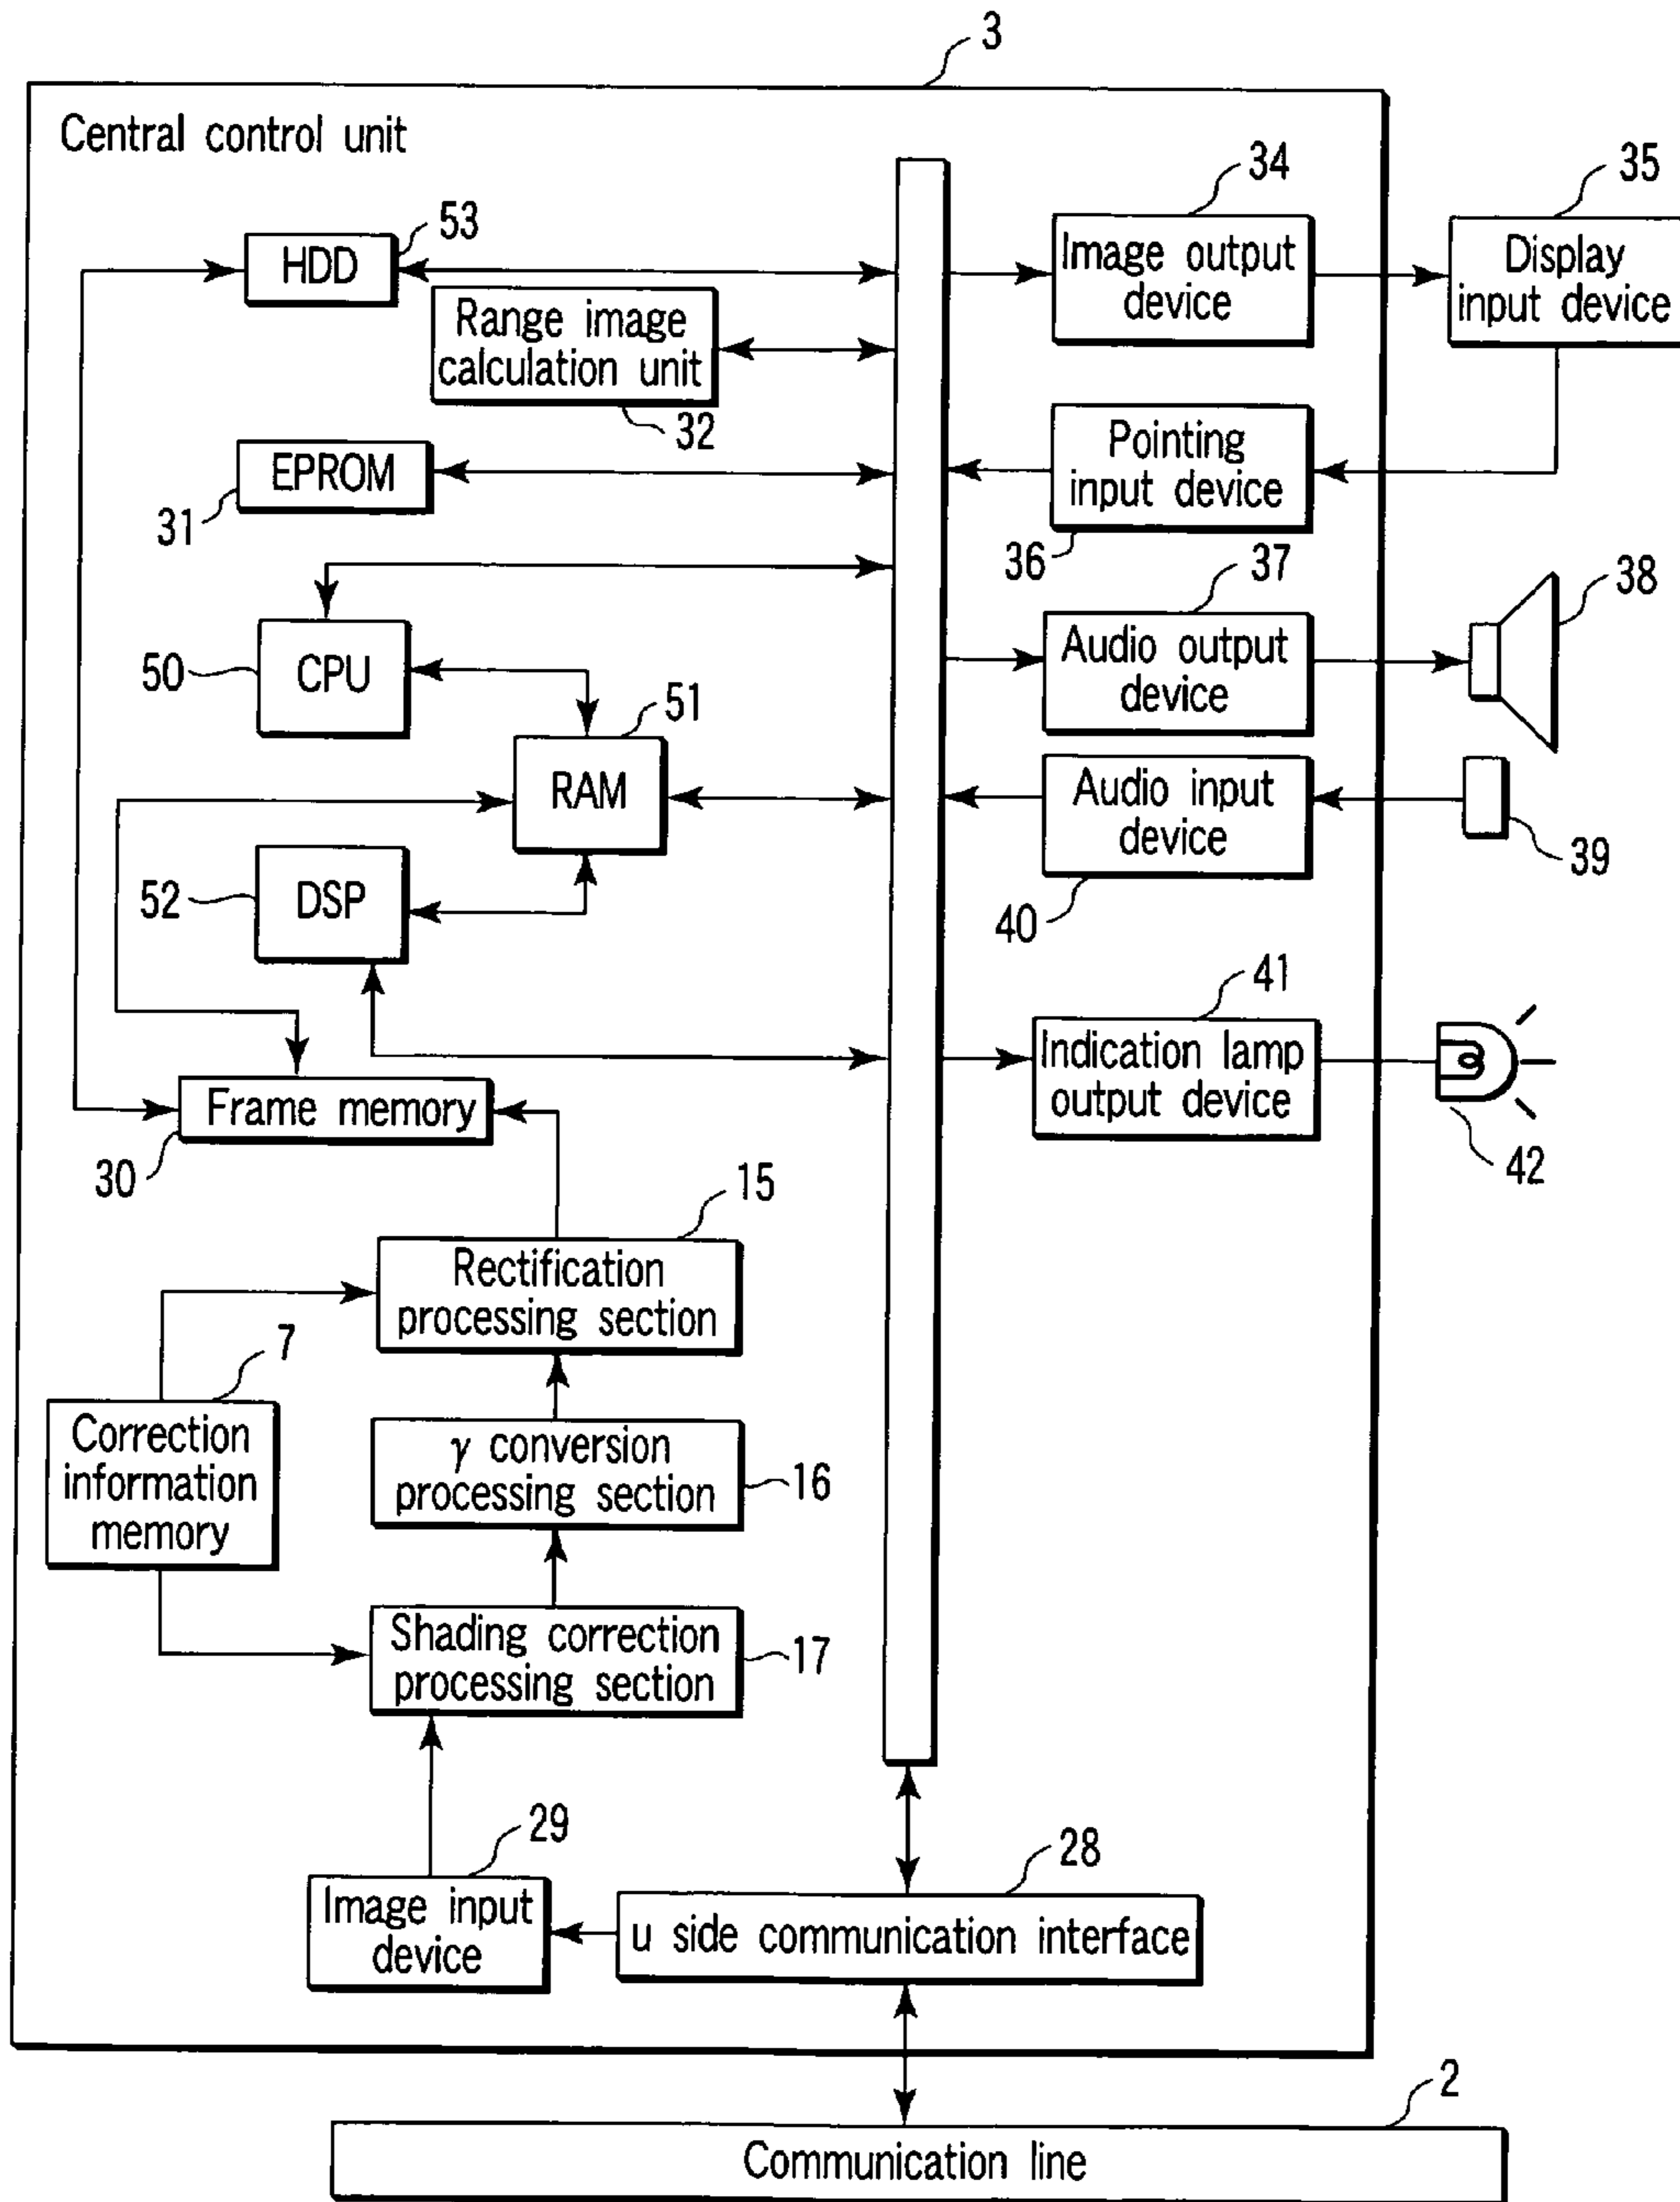 3
Central control unit
53
HDD
34
Image output
device
35
Display
input device
Range image
calculation unit
32
EPROM
31
Pointing
input device
36
37
38
50
CPU
Audio output
device
51
RAM
Audio input
device
39
40
52
DSP
41
Indication lamp
output device
42
Frame memory
30
15
Rectification
processing section
7
Correction
information
memory
γ conversion
processing section
16
Shading correction
processing section
17
29
Image input
device
28
u side communication interface
2
Communication line